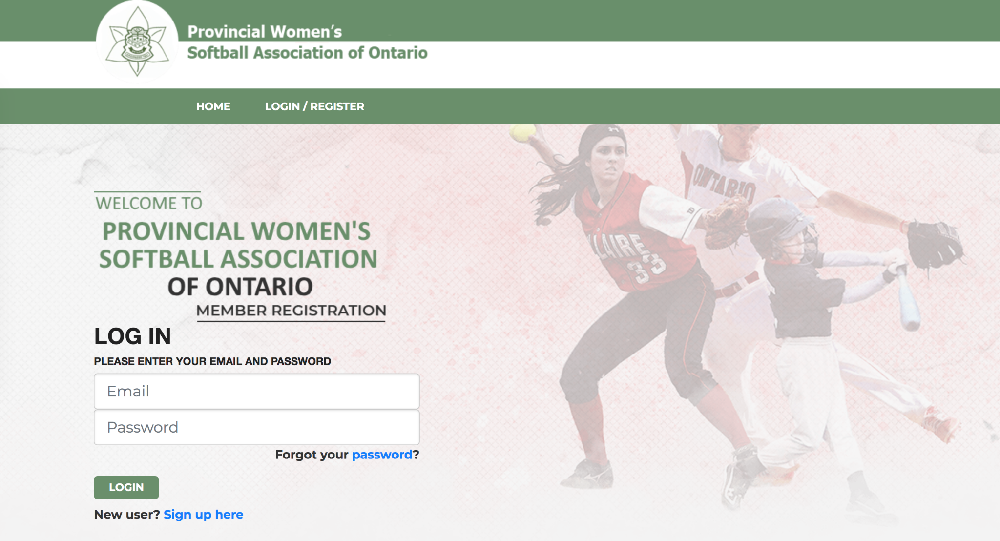 Provincial Women's
Softball Association of Ontario
HOME
LOGIN / REGISTER
WELCOME TO
PROVINCIAL WOMEN'S
SOFTBALL ASSOCIATION
OF ONTARIO
MEMBER REGISTRATION
ONTARIO
LAIRE
33
LOG IN
PLEASE ENTER YOUR EMAIL AND PASSWORD
Email
Password
Forgot your password?
LOGIN
New user? Sign up here